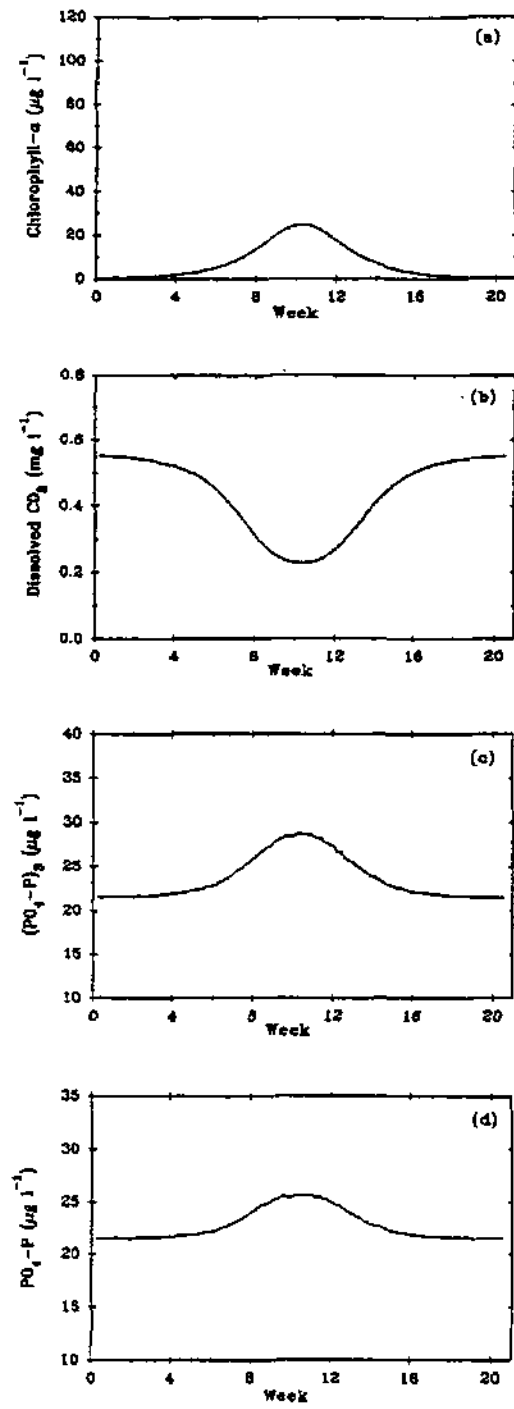 (a)
Chlorophyll-a (μg l⁻¹)
120
100
80
60
40
20
0
0 4 8 12 16 20
Week
(b)
Dissolved CO₂ (mg l⁻¹)
0.8
0.6
0.4
0.2
0.0
0 4 8 12 16 20
Week
(c)
(PO₄-P)ₛ (μg l⁻¹)
40
35
30
25
20
15
10
0 4 8 12 16 20
Week
(d)
PO₄-P (μg l⁻¹)
35
30
25
20
15
10
0 4 8 12 16 20
Week